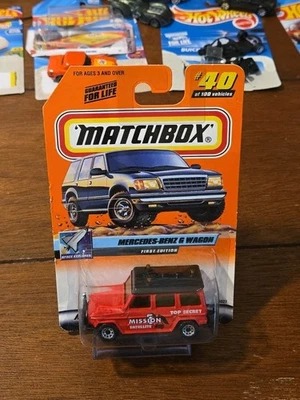 Hot Wheels
FOR AGES 3 AND OVER
GUARANTEED
FOR LIFE
#40
of 100 vehicles
MATCHBOX
MERCEDES-BENZ G WAGON
FIRST EDITION
TOP SECRET
MISSION